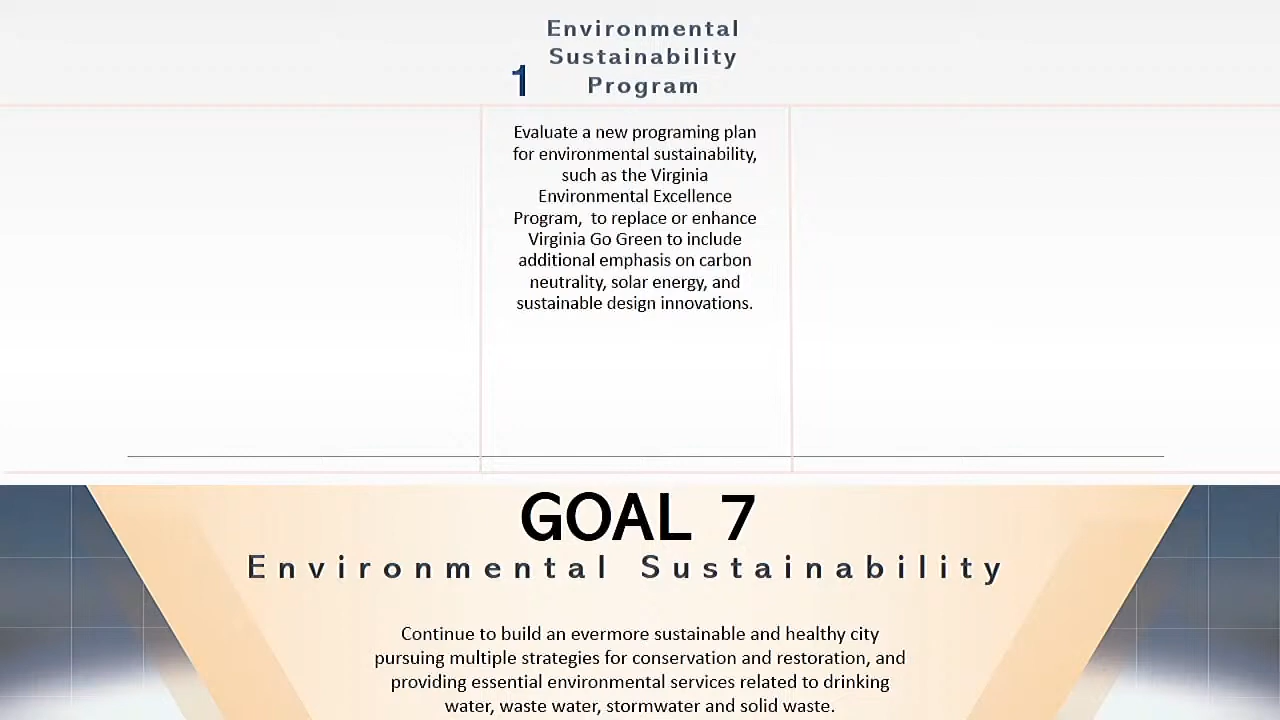 Environmental
Sustainability
1 Program
Evaluate a new programing plan
for environmental sustainability,
such as the Virginia
Environmental Excellence
Program,  to replace or enhance
Virginia Go Green to include
additional emphasis on carbon
neutrality, solar energy, and
sustainable design innovations.
GOAL 7
Environmental Sustainability
Continue to build an evermore sustainable and healthy city
pursuing multiple strategies for conservation and restoration, and
providing essential environmental services related to drinking
water, waste water, stormwater and solid waste.